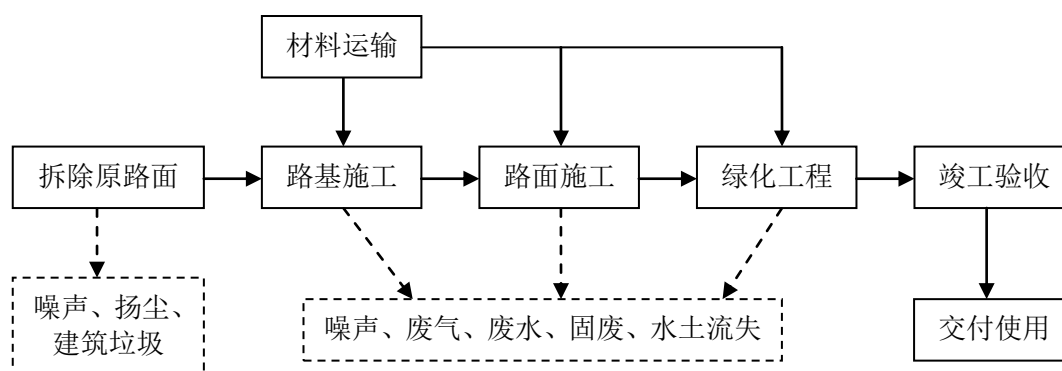 材料运输
拆除原路面
路基施工
路面施工
绿化工程
竣工验收
噪声、扬尘、
建筑垃圾
噪声、废气、废水、固废、水土流失
交付使用